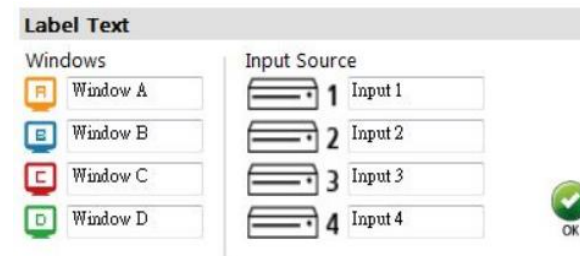 Label Text
Windows Input Source
A Window A 1 Input 1
B Window B 2 Input 2
C Window C 3 Input 3
D Window D 4 Input 4
OK